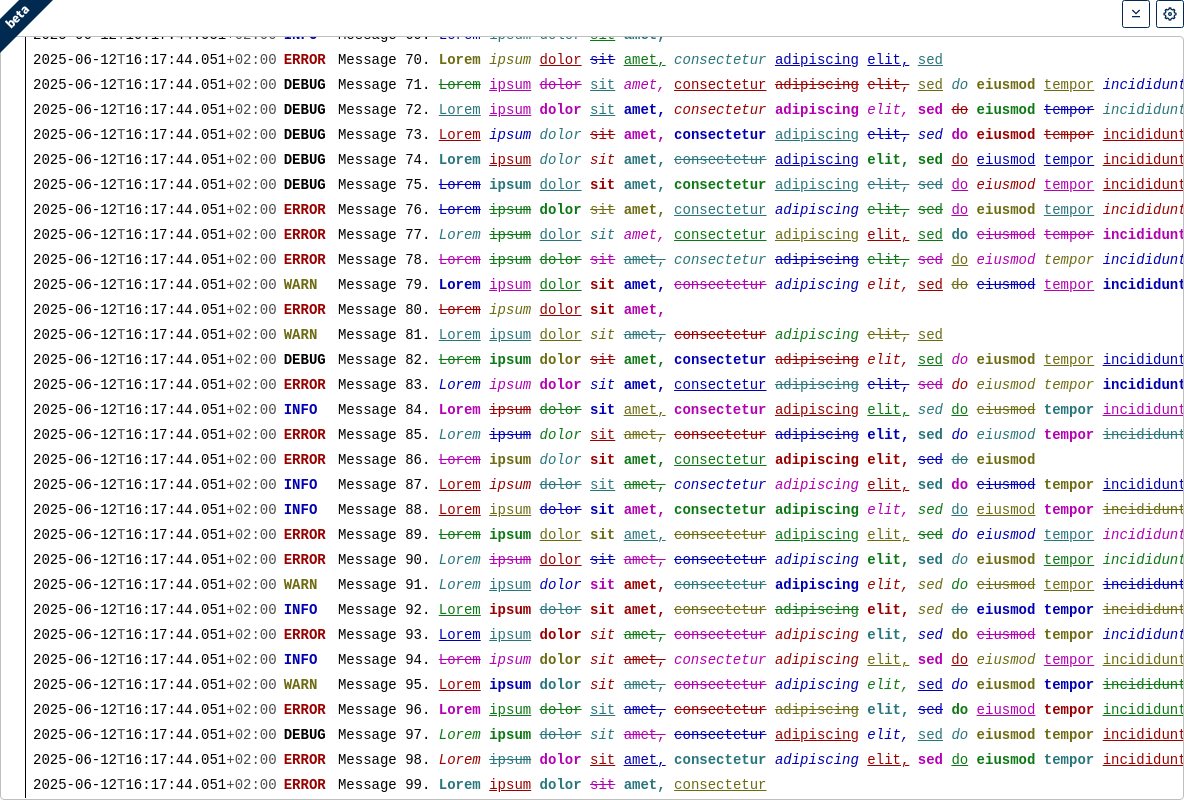 beta
2025-06-12T16:17:44.051+02:00 INFO Message 69. Lorem ipsum dolor sit amet,
2025-06-12T16:17:44.051+02:00 ERROR Message 70. Lorem ipsum dolor sit amet, consectetur adipiscing elit, sed
2025-06-12T16:17:44.051+02:00 DEBUG Message 71. Lorem ipsum dolor sit amet, consectetur adipiscing elit, sed do eiusmod tempor incididunt
2025-06-12T16:17:44.051+02:00 DEBUG Message 72. Lorem ipsum dolor sit amet, consectetur adipiscing elit, sed do eiusmod tempor incididunt
2025-06-12T16:17:44.051+02:00 DEBUG Message 73. Lorem ipsum dolor sit amet, consectetur adipiscing elit, sed do eiusmod tempor incididunt
2025-06-12T16:17:44.051+02:00 DEBUG Message 74. Lorem ipsum dolor sit amet, consectetur adipiscing elit, sed do eiusmod tempor incididunt
2025-06-12T16:17:44.051+02:00 DEBUG Message 75. Lorem ipsum dolor sit amet, consectetur adipiscing elit, sed do eiusmod tempor incididunt
2025-06-12T16:17:44.051+02:00 ERROR Message 76. Lorem ipsum dolor sit amet, consectetur adipiscing elit, sed do eiusmod tempor incididunt
2025-06-12T16:17:44.051+02:00 ERROR Message 77. Lorem ipsum dolor sit amet, consectetur adipiscing elit, sed do eiusmod tempor incididunt
2025-06-12T16:17:44.051+02:00 ERROR Message 78. Lorem ipsum dolor sit amet, consectetur adipiscing elit, sed do eiusmod tempor incididunt
2025-06-12T16:17:44.051+02:00 WARN Message 79. Lorem ipsum dolor sit amet, consectetur adipiscing elit, sed do eiusmod tempor incididunt
2025-06-12T16:17:44.051+02:00 ERROR Message 80. Lorem ipsum dolor sit amet,
2025-06-12T16:17:44.051+02:00 WARN Message 81. Lorem ipsum dolor sit amet, consectetur adipiscing elit, sed
2025-06-12T16:17:44.051+02:00 DEBUG Message 82. Lorem ipsum dolor sit amet, consectetur adipiscing elit, sed do eiusmod tempor incididunt
2025-06-12T16:17:44.051+02:00 ERROR Message 83. Lorem ipsum dolor sit amet, consectetur adipiscing elit, sed do eiusmod tempor incididunt
2025-06-12T16:17:44.051+02:00 INFO Message 84. Lorem ipsum dolor sit amet, consectetur adipiscing elit, sed do eiusmod tempor incididunt
2025-06-12T16:17:44.051+02:00 ERROR Message 85. Lorem ipsum dolor sit amet, consectetur adipiscing elit, sed do eiusmod tempor incididunt
2025-06-12T16:17:44.051+02:00 ERROR Message 86. Lorem ipsum dolor sit amet, consectetur adipiscing elit, sed do eiusmod
2025-06-12T16:17:44.051+02:00 INFO Message 87. Lorem ipsum dolor sit amet, consectetur adipiscing elit, sed do eiusmod tempor incididunt
2025-06-12T16:17:44.051+02:00 INFO Message 88. Lorem ipsum dolor sit amet, consectetur adipiscing elit, sed do eiusmod tempor incididunt
2025-06-12T16:17:44.051+02:00 ERROR Message 89. Lorem ipsum dolor sit amet, consectetur adipiscing elit, sed do eiusmod tempor incididunt
2025-06-12T16:17:44.051+02:00 ERROR Message 90. Lorem ipsum dolor sit amet, consectetur adipiscing elit, sed do eiusmod tempor incididunt
2025-06-12T16:17:44.051+02:00 WARN Message 91. Lorem ipsum dolor sit amet, consectetur adipiscing elit, sed do eiusmod tempor incididunt
2025-06-12T16:17:44.051+02:00 INFO Message 92. Lorem ipsum dolor sit amet, consectetur adipiscing elit, sed do eiusmod tempor incididunt
2025-06-12T16:17:44.051+02:00 ERROR Message 93. Lorem ipsum dolor sit amet, consectetur adipiscing elit, sed do eiusmod tempor incididunt
2025-06-12T16:17:44.051+02:00 INFO Message 94. Lorem ipsum dolor sit amet, consectetur adipiscing elit, sed do eiusmod tempor incididunt
2025-06-12T16:17:44.051+02:00 WARN Message 95. Lorem ipsum dolor sit amet, consectetur adipiscing elit, sed do eiusmod tempor incididunt
2025-06-12T16:17:44.051+02:00 ERROR Message 96. Lorem ipsum dolor sit amet, consectetur adipiscing elit, sed do eiusmod tempor incididunt
2025-06-12T16:17:44.051+02:00 DEBUG Message 97. Lorem ipsum dolor sit amet, consectetur adipiscing elit, sed do eiusmod tempor incididunt
2025-06-12T16:17:44.051+02:00 ERROR Message 98. Lorem ipsum dolor sit amet, consectetur adipiscing elit, sed do eiusmod tempor incididunt
2025-06-12T16:17:44.051+02:00 ERROR Message 99. Lorem ipsum dolor sit amet, consectetur